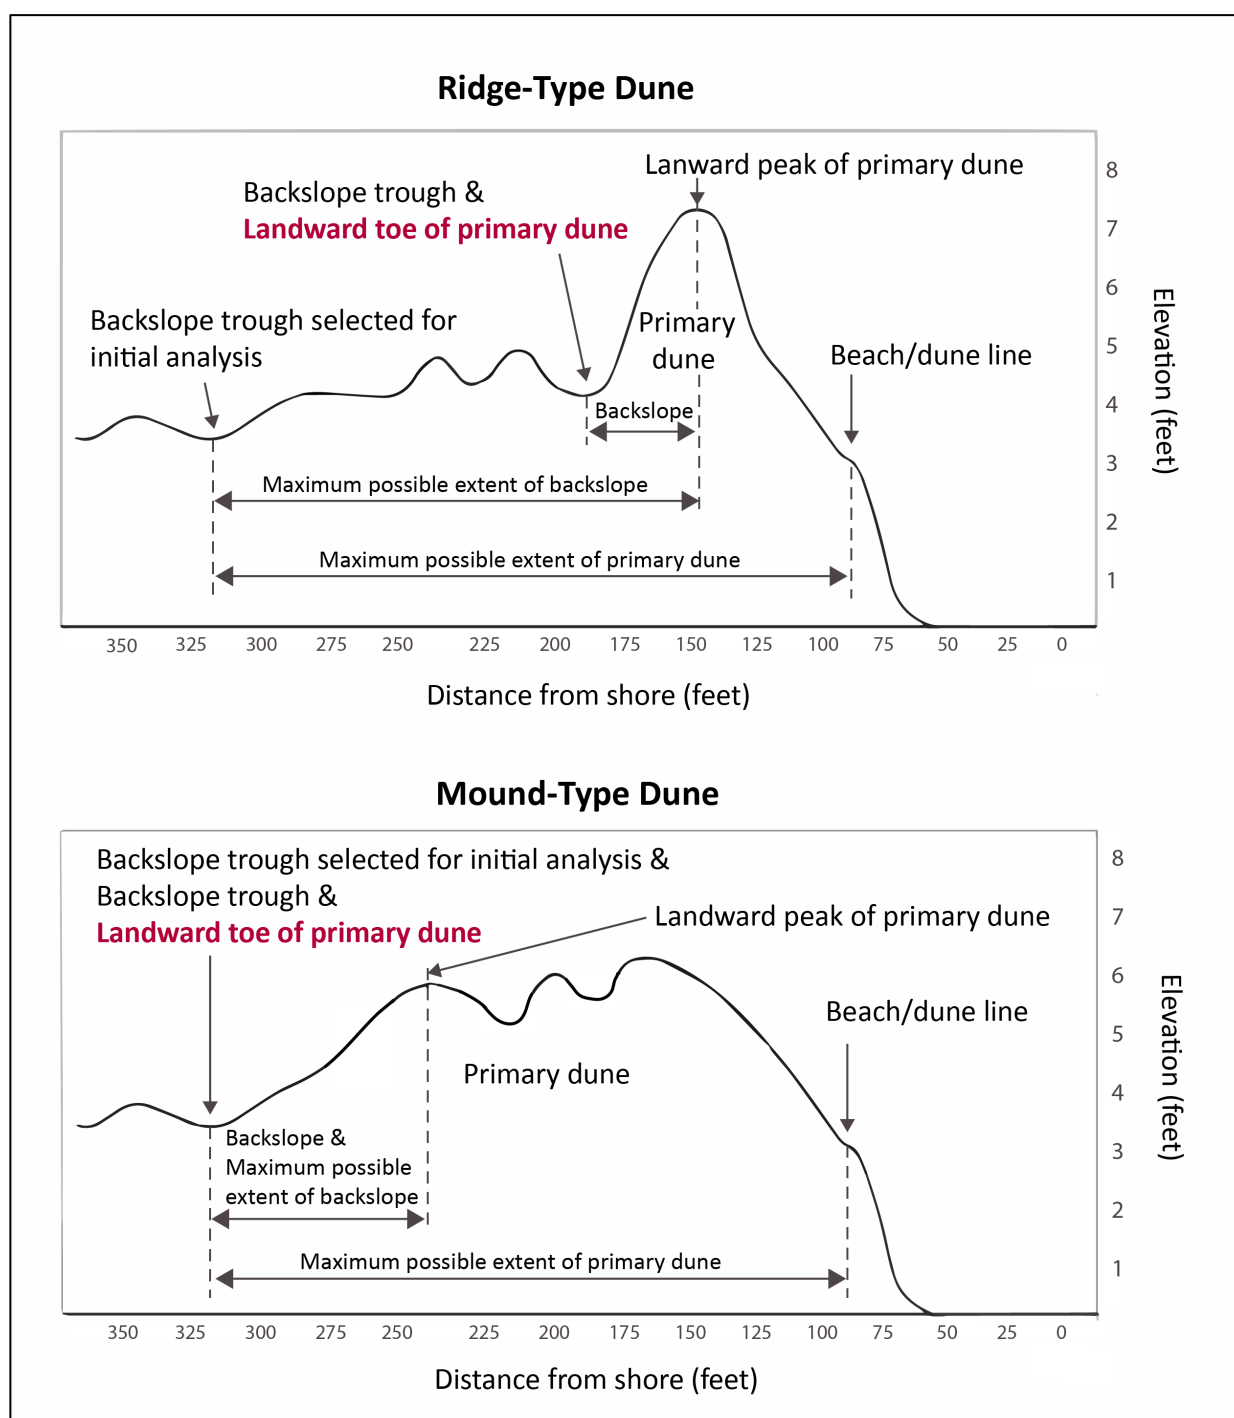 Ridge-Type Dune
Lanward peak of primary dune
Backslope trough &
Landward toe of primary dune
Backslope trough selected for
initial analysis
Primary
dune
Beach/dune line
Backslope
Maximum possible extent of backslope
Maximum possible extent of primary dune
8
7
6
5
4
3
2
1
Elevation (feet)
350 325 300 275 250 225 200 175 150 125 100 75 50 25 0
Distance from shore (feet)
Mound-Type Dune
Backslope trough selected for initial analysis &
Backslope trough &
Landward toe of primary dune
Landward peak of primary dune
Beach/dune line
Primary dune
Backslope &
Maximum possible
extent of backslope
Maximum possible extent of primary dune
8
7
6
5
4
3
2
1
Elevation (feet)
350 325 300 275 250 225 200 175 150 125 100 75 50 25 0
Distance from shore (feet)